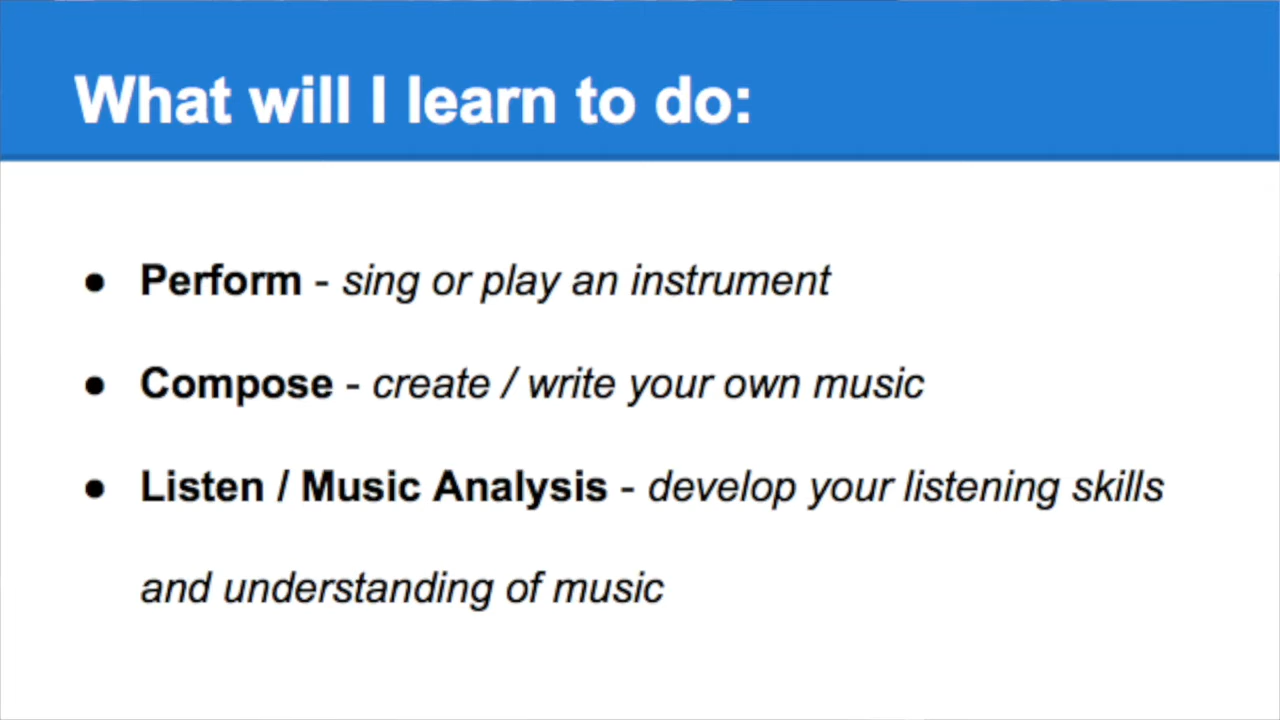 What will I learn to do:
● Perform - sing or play an instrument
● Compose - create / write your own music
● Listen / Music Analysis - develop your listening skills
and understanding of music